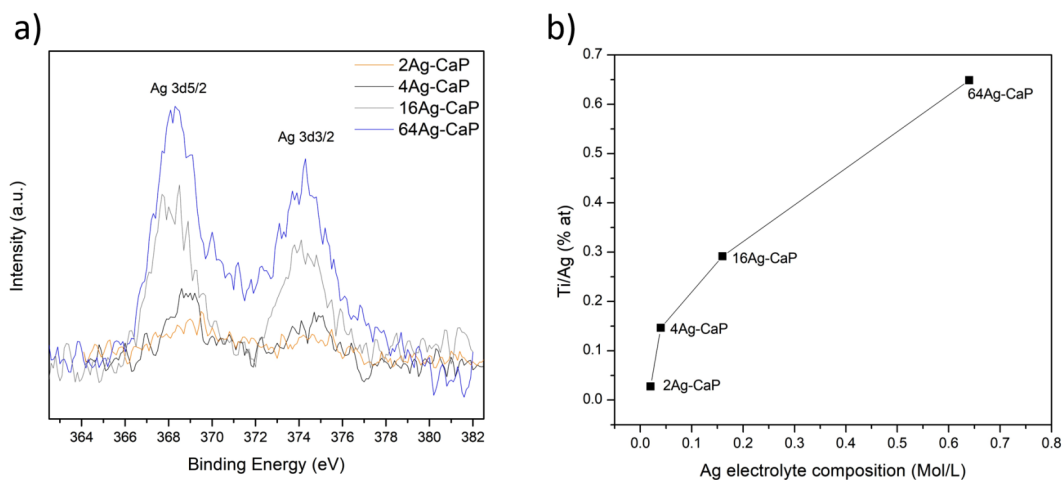 a)
Ag 3d5/2
Ag 3d3/2
2Ag-CaP
4Ag-CaP
16Ag-CaP
64Ag-CaP
Intensity (a.u.)
364 366 368 370 372 374 376 378 380 382
Binding Energy (eV)
b)
0.7
0.6
0.5
0.4
0.3
0.2
0.1
0.0
Ti/Ag (% at)
64Ag-CaP
16Ag-CaP
4Ag-CaP
2Ag-CaP
0.0 0.1 0.2 0.3 0.4 0.5 0.6 0.7 0.8
Ag electrolyte composition (Mol/L)